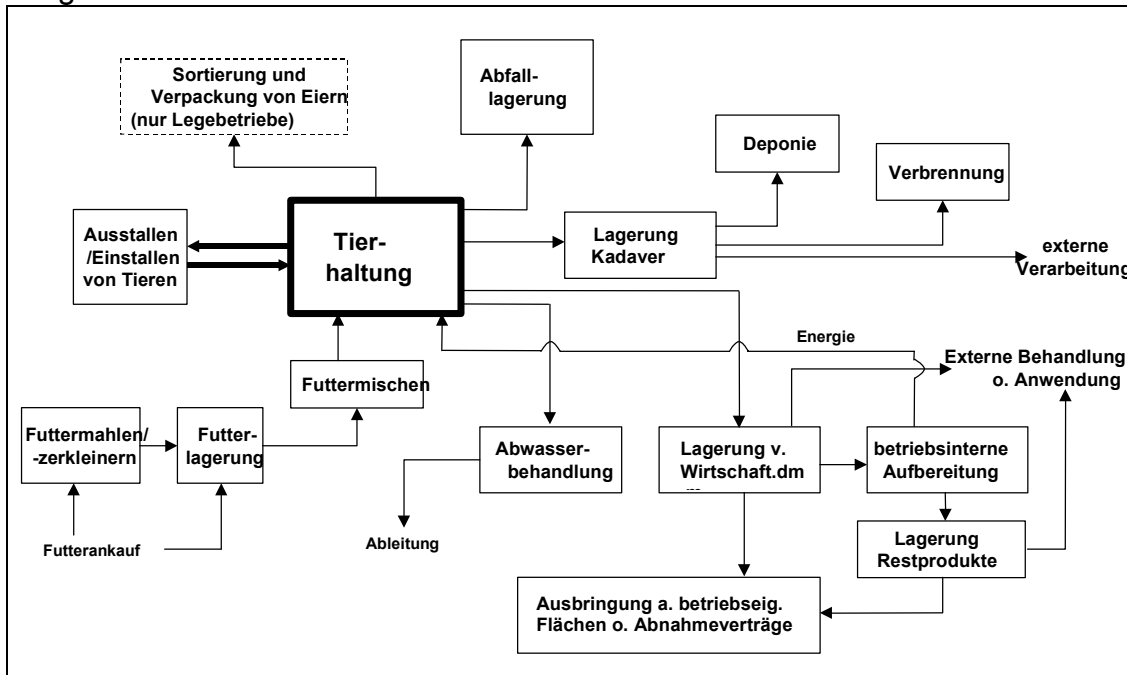 Sortierung und
Verpackung von Eiern
(nur Legebetriebe)
Abfall-
lagerung
Deponie
Verbrennung
Ausstallen
/Einstallen
von Tieren
Tier-
haltung
Lagerung
Kadaver
externe
Verarbeitung
Energie
Externe Behandlung
o. Anwendung
Futtermischen
Futtermahlen/
-zerkleinern
Futter-
lagerung
Abwasser-
behandlung
Lagerung v.
Wirtschaft.dm
betriebsinterne
Aufbereitung
Futterankauf
Ableitung
Lagerung
Restprodukte
Ausbringung a. betriebseig.
Flächen o. Abnahmeverträge